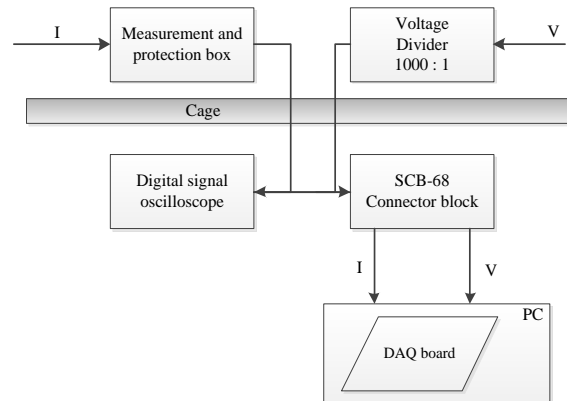 I
Measurement and
protection box
Voltage
Divider
1000 : 1
V
Cage
Digital signal
oscilloscope
SCB-68
Connector block
I
V
PC
DAQ board